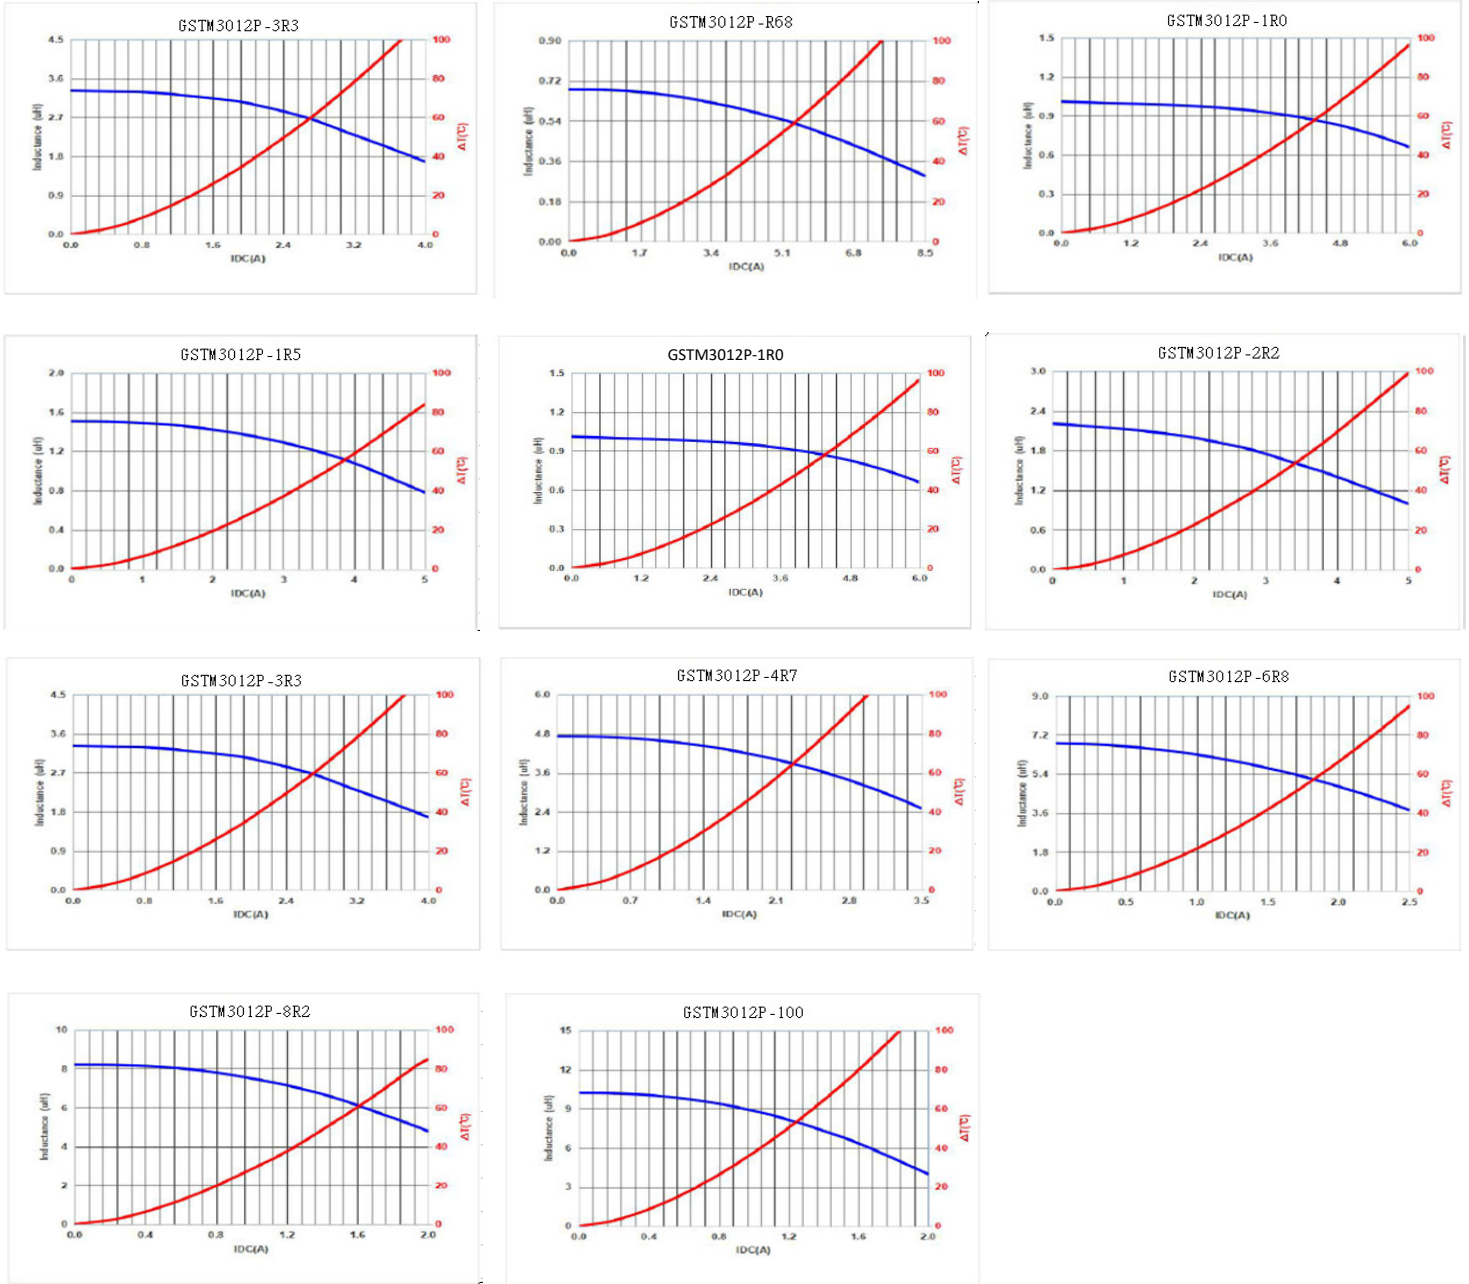 GSTM3012P-3R3
4.5
3.6
2.7
1.8
0.9
0.0
100
80
60
40
20
0
Inductance (uH)
ΔT(℃)
0.0 0.8 1.6 2.4 3.2 4.0
IDC(A)
GSTM3012P-R68
0.90
0.72
0.54
0.36
0.18
0.00
100
80
60
40
20
0
Inductance (uH)
ΔT(℃)
0.0 1.7 3.4 5.1 6.8 8.5
IDC(A)
GSTM3012P-1R0
1.5
1.2
0.9
0.6
0.3
0.0
100
80
60
40
20
0
Inductance (uH)
ΔT(℃)
0.0 1.2 2.4 3.6 4.8 6.0
IDC(A)
GSTM3012P-1R5
2.0
1.6
1.2
0.8
0.4
0.0
100
80
60
40
20
0
Inductance (uH)
ΔT(℃)
0 1 2 3 4 5
IDC(A)
GSTM3012P-1R0
1.5
1.2
0.9
0.6
0.3
0.0
100
80
60
40
20
0
Inductance (uH)
ΔT(℃)
0.0 1.2 2.4 3.6 4.8 6.0
IDC(A)
GSTM3012P-2R2
3.0
2.4
1.8
1.2
0.6
0.0
100
80
60
40
20
0
Inductance (uH)
ΔT(℃)
0 1 2 3 4 5
IDC(A)
GSTM3012P-3R3
4.5
3.6
2.7
1.8
0.9
0.0
100
80
60
40
20
0
Inductance (uH)
ΔT(℃)
0.0 0.8 1.6 2.4 3.2 4.0
IDC(A)
GSTM3012P-4R7
6.0
4.8
3.6
2.4
1.2
0.0
100
80
60
40
20
0
Inductance (uH)
ΔT(℃)
0.0 0.7 1.4 2.1 2.8 3.5
IDC(A)
GSTM3012P-6R8
9.0
7.2
5.4
3.6
1.8
0.0
100
80
60
40
20
0
Inductance (uH)
ΔT(℃)
0.0 0.5 1.0 1.5 2.0 2.5
IDC(A)
GSTM3012P-8R2
10
8
6
4
2
0
100
80
60
40
20
0
Inductance (uH)
ΔT(℃)
0.0 0.4 0.8 1.2 1.6 2.0
IDC(A)
GSTM3012P-100
15
12
9
6
3
0
100
80
60
40
20
0
Inductance (uH)
ΔT(℃)
0.0 0.4 0.8 1.2 1.6 2.0
IDC(A)